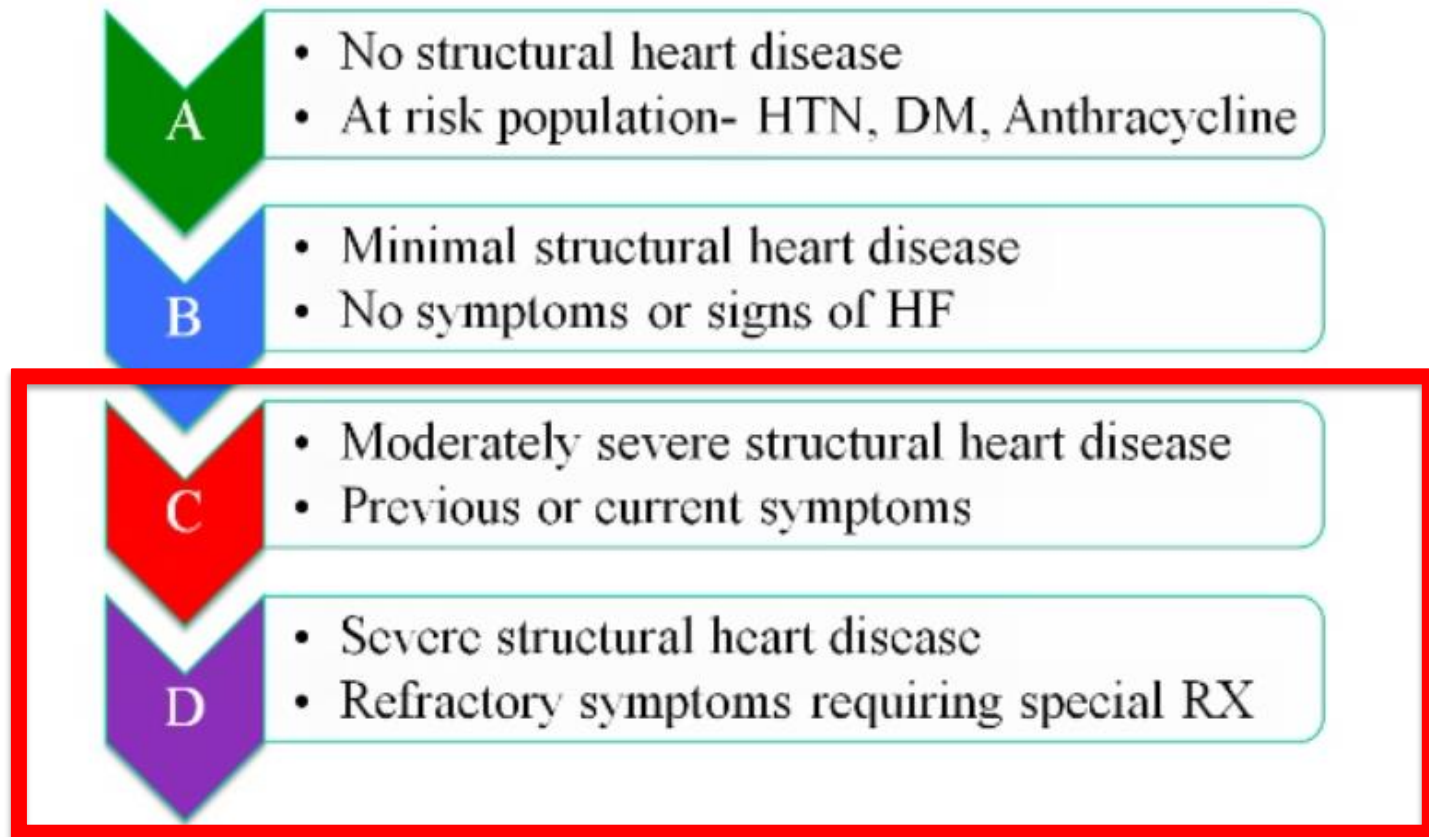 A
• No structural heart disease
• At risk population- HTN, DM, Anthracycline
B
• Minimal structural heart disease
• No symptoms or signs of HF
C
• Moderately severe structural heart disease
• Previous or current symptoms
D
• Severe structural heart disease
• Refractory symptoms requiring special RX